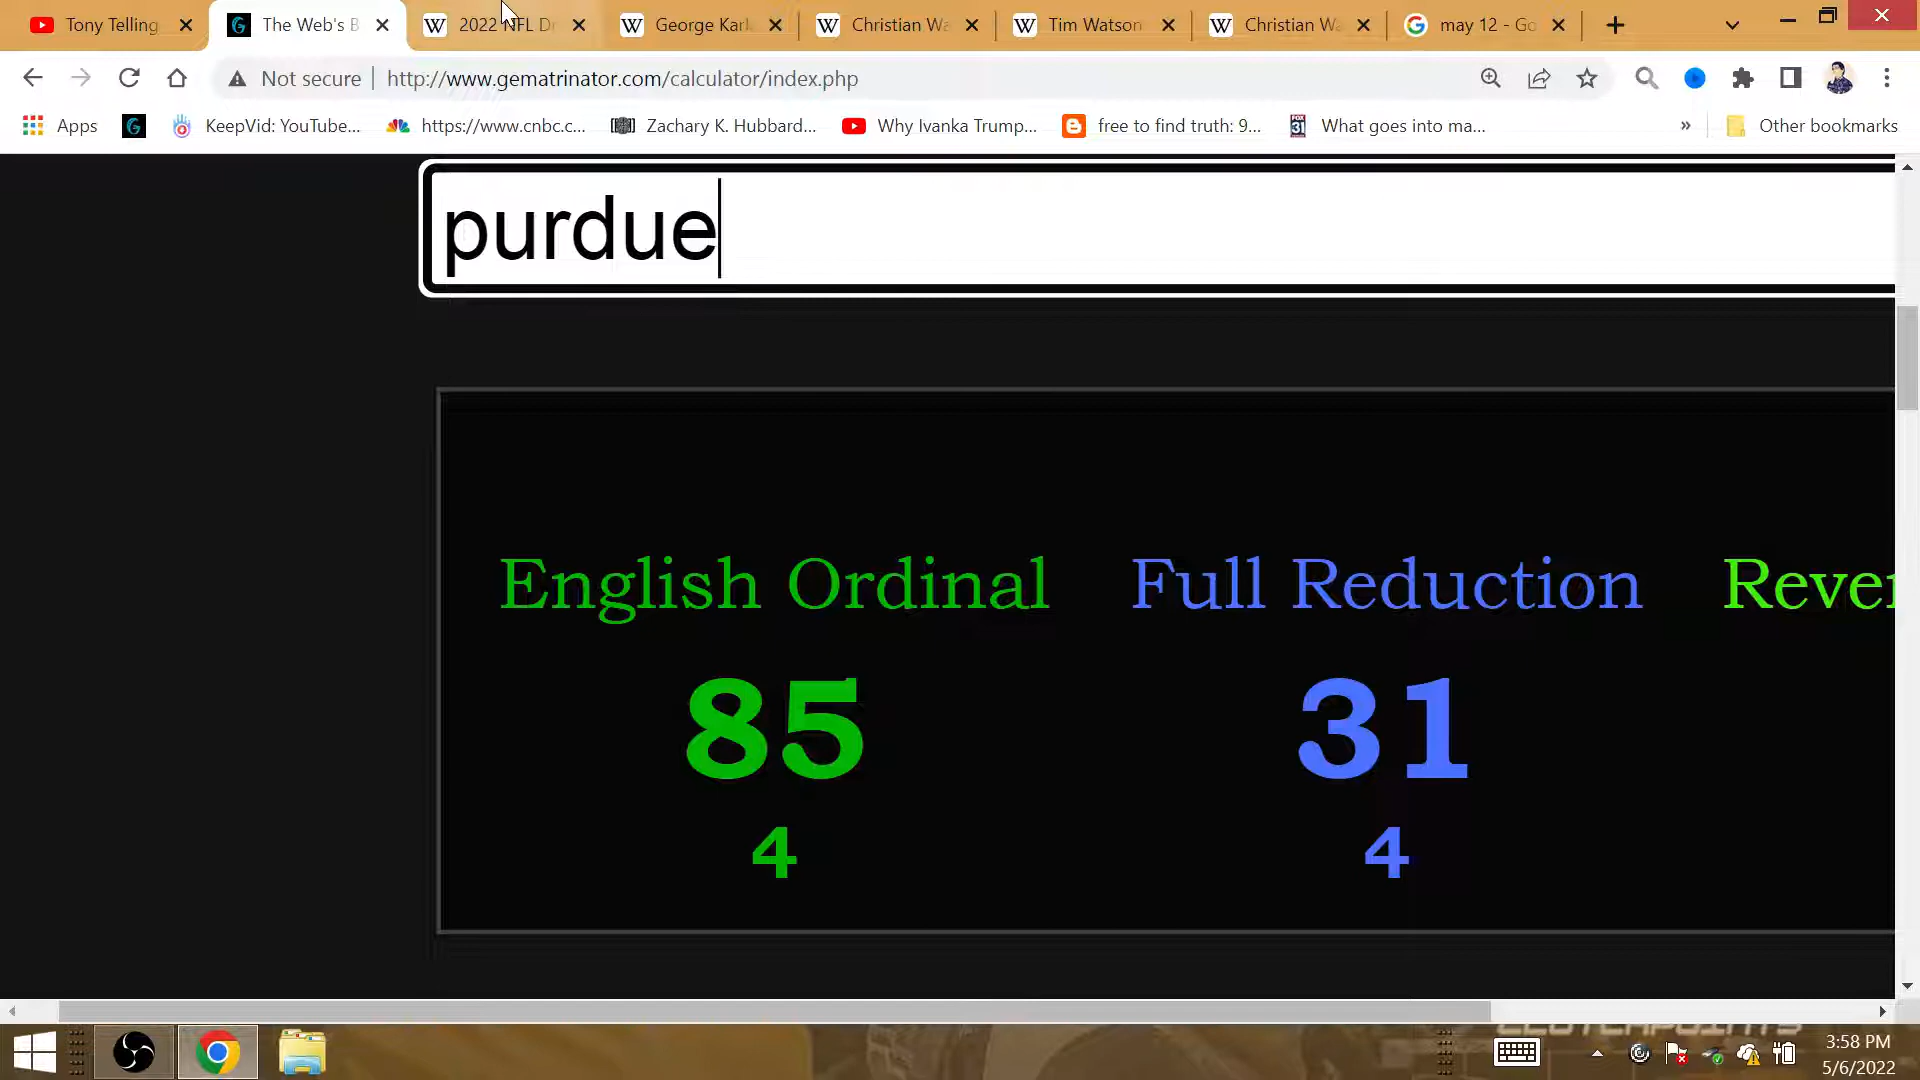 Tony Telling
The Web's B
2022 NFL Dr
George Karl
Christian Wa
Tim Watson
Christian Wa
may 12 - Go
Not secure | http://www.gematrinator.com/calculator/index.php
Apps
KeepVid: YouTube...
https://www.cnbc.c...
Zachary K. Hubbard...
Why Ivanka Trump,...
free to find truth: 9...
What goes into ma...
»
Other bookmarks
purdue
English Ordinal
Full Reduction
Rever
85
31
4
4
3:58 PM
5/6/2022